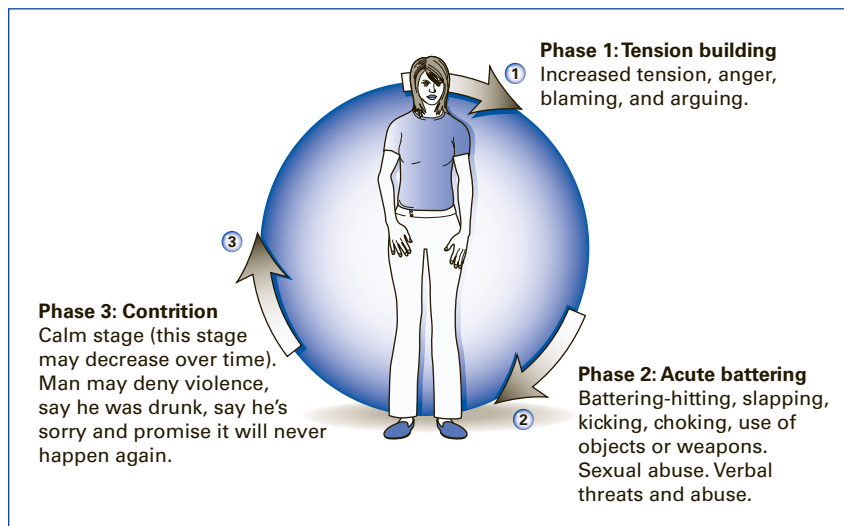 1
Phase 1: Tension building
Increased tension, anger,
blaming, and arguing.
2
Phase 2: Acute battering
Battering-hitting, slapping,
kicking, choking, use of
objects or weapons.
Sexual abuse. Verbal
threats and abuse.
3
Phase 3: Contrition
Calm stage (this stage
may decrease over time).
Man may deny violence,
say he was drunk, say he's
sorry and promise it will never
happen again.